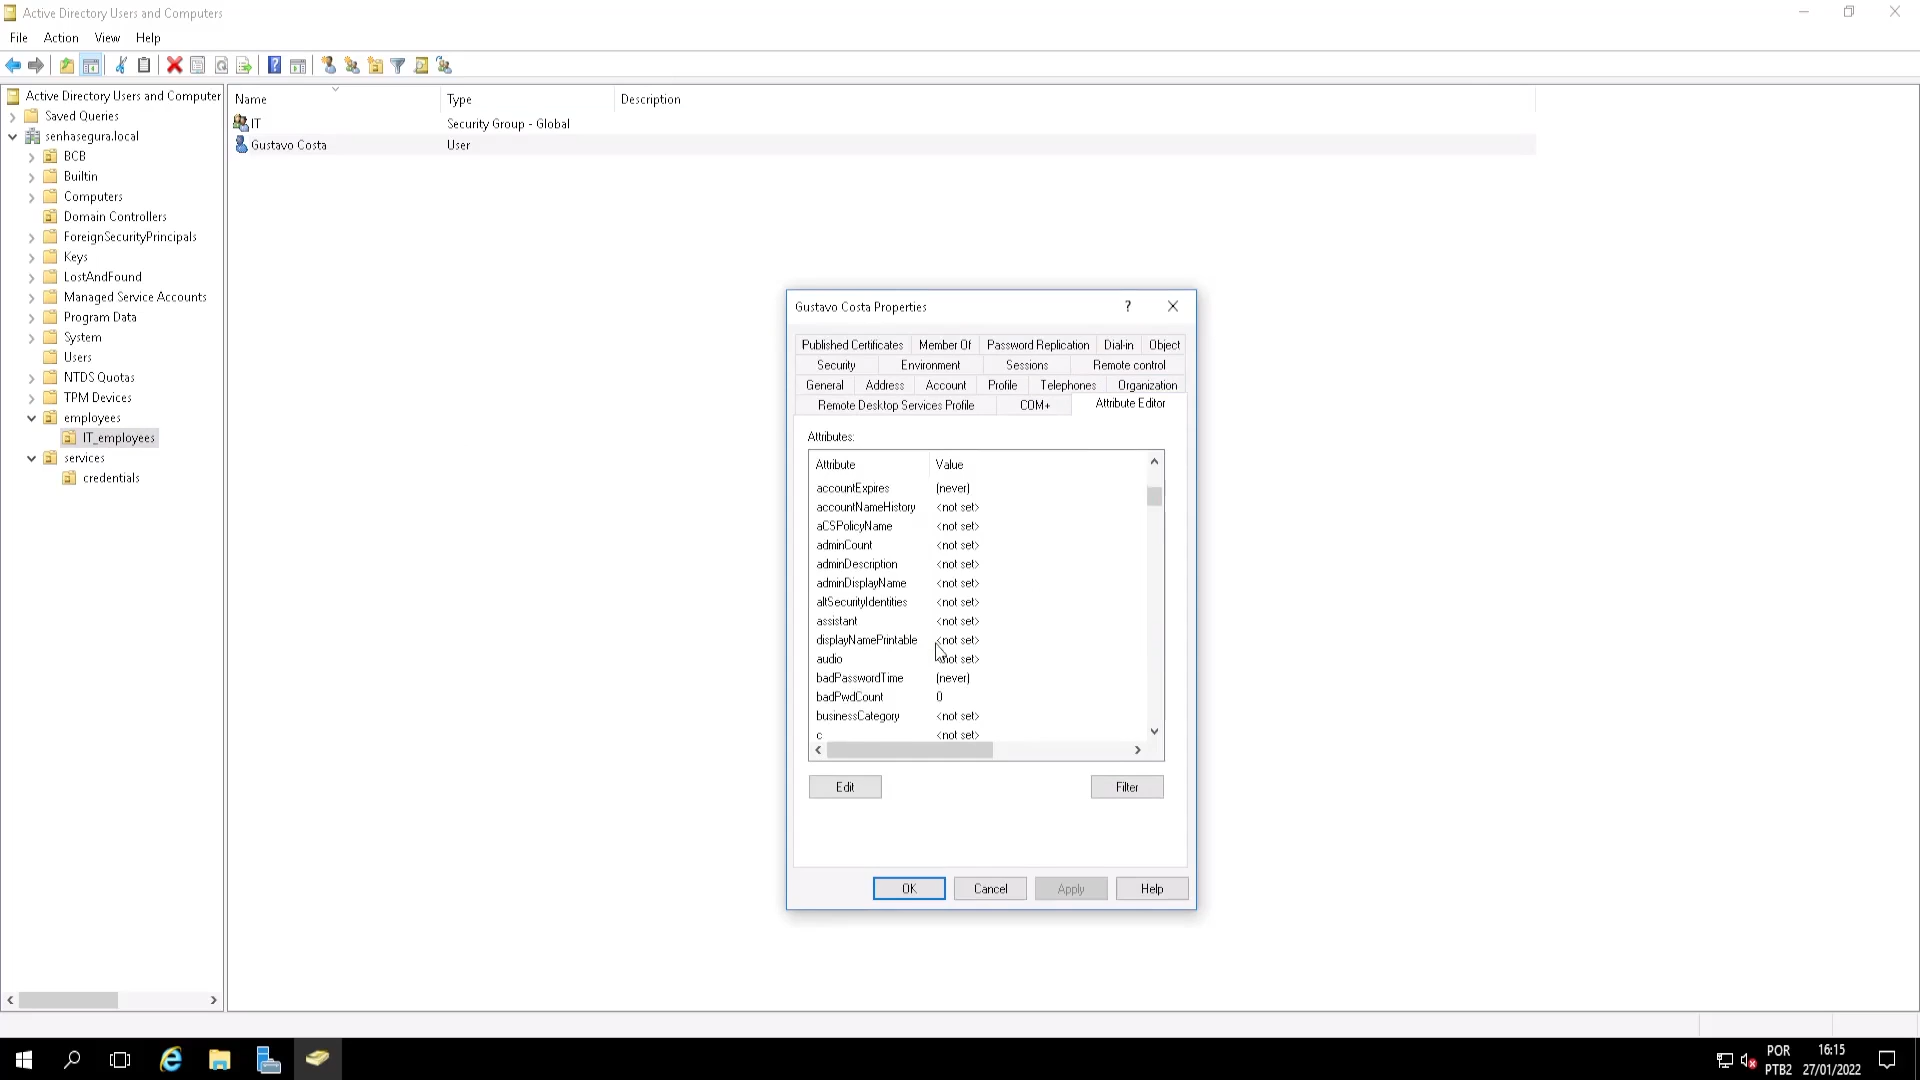 Active Directory Users and Computers
File Action View Help
Active Directory Users and Computer
Saved Queries
senhasegura.local
BCB
Builtin
Computers
Domain Controllers
ForeignSecurityPrincipals
Keys
LostAndFound
Managed Service Accounts
Program Data
System
Users
NTDS Quotas
TPM Devices
employees
IT_employees
services
credentials
Name Type Description
IT Security Group - Global
Gustavo Costa User
Gustavo Costa Properties
Published Certificates Member Of Password Replication Dial-in Object
Security Environment Sessions Remote control
General Address Account Profile Telephones Organization
Remote Desktop Services Profile COM+ Attribute Editor
Attributes:
Attribute Value
accountExpires (never)
accountNameHistory <not set>
aCSPolicyName <not set>
adminCount <not set>
adminDescription <not set>
adminDisplayName <not set>
altSecurityIdentities <not set>
assistant <not set>
displayNamePrintable <not set>
audio <not set>
badPasswordTime (never)
badPwdCount 0
businessCategory <not set>
c <not set>
Edit Filter
OK Cancel Apply Help
POR 16:15
PTB2 27/01/2022